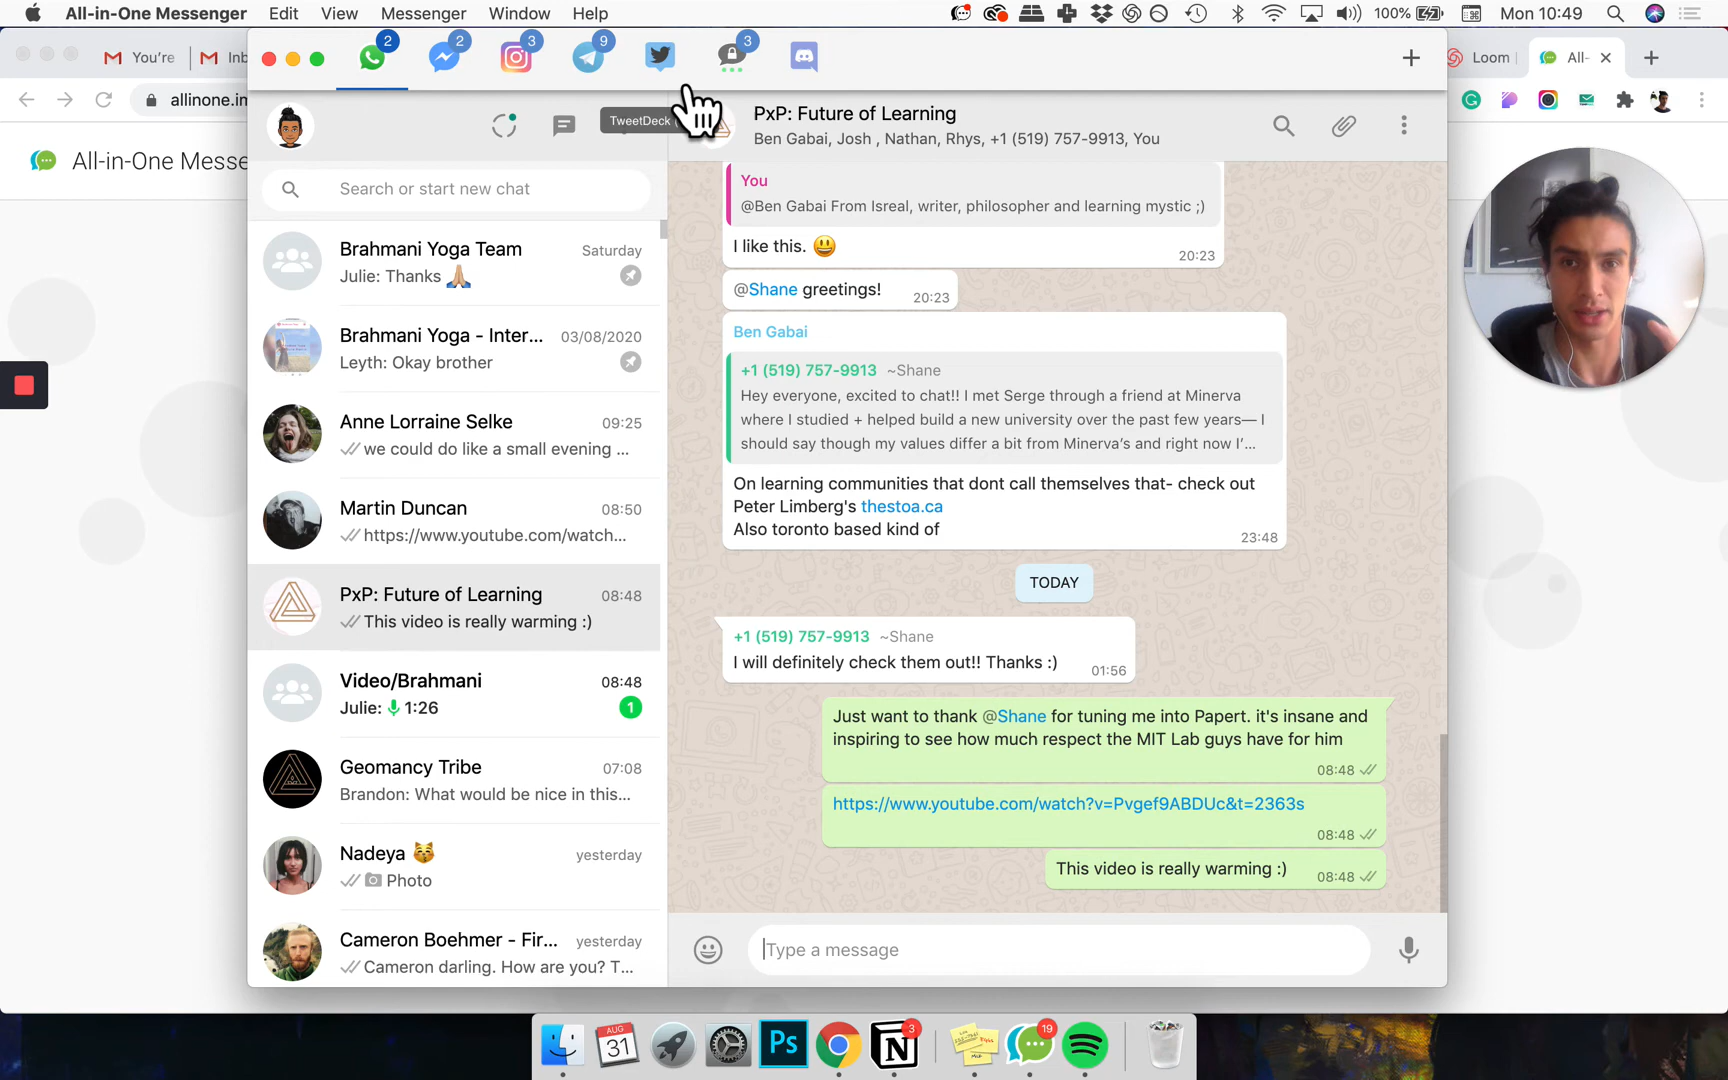 All-in-One Messenger Edit View Messenger Window Help
100% Mon 10:49
You're
Inb
2 2 3 9 3
Loom
All-
allinone.im
All-in-One Messe
TweetDeck
PxP: Future of Learning
Ben Gabai, Josh , Nathan, Rhys, +1 (519) 757-9913, You
Search or start new chat
Brahmani Yoga Team Saturday
Julie: Thanks 🙏🏼
Brahmani Yoga - Inter... 03/08/2020
Leyth: Okay brother
Anne Lorraine Selke 09:25
we could do like a small evening ...
Martin Duncan 08:50
https://www.youtube.com/watch...
PxP: Future of Learning 08:48
This video is really warming :)
Video/Brahmani 08:48
Julie: 1:26 1
Geomancy Tribe 07:08
Brandon: What would be nice in this...
Nadeya 😽 yesterday
Photo
Cameron Boehmer - Fir... yesterday
Cameron darling. How are you? T...
You
@Ben Gabai From Isreal, writer, philosopher and learning mystic ;)
I like this. 😃
20:23
@Shane greetings! 20:23
Ben Gabai
+1 (519) 757-9913 ~Shane
Hey everyone, excited to chat!! I met Serge through a friend at Minerva
where I studied + helped build a new university over the past few years— I
should say though my values differ a bit from Minerva's and right now I'...
On learning communities that dont call themselves that- check out
Peter Limberg's thestoa.ca
Also toronto based kind of
23:48
TODAY
+1 (519) 757-9913 ~Shane
I will definitely check them out!! Thanks :) 01:56
Just want to thank @Shane for tuning me into Papert. it's insane and
inspiring to see how much respect the MIT Lab guys have for him
08:48
https://www.youtube.com/watch?v=Pvgef9ABDUc&t=2363s
08:48
This video is really warming :) 08:48
Type a message
AUG
31
Ps
3
19